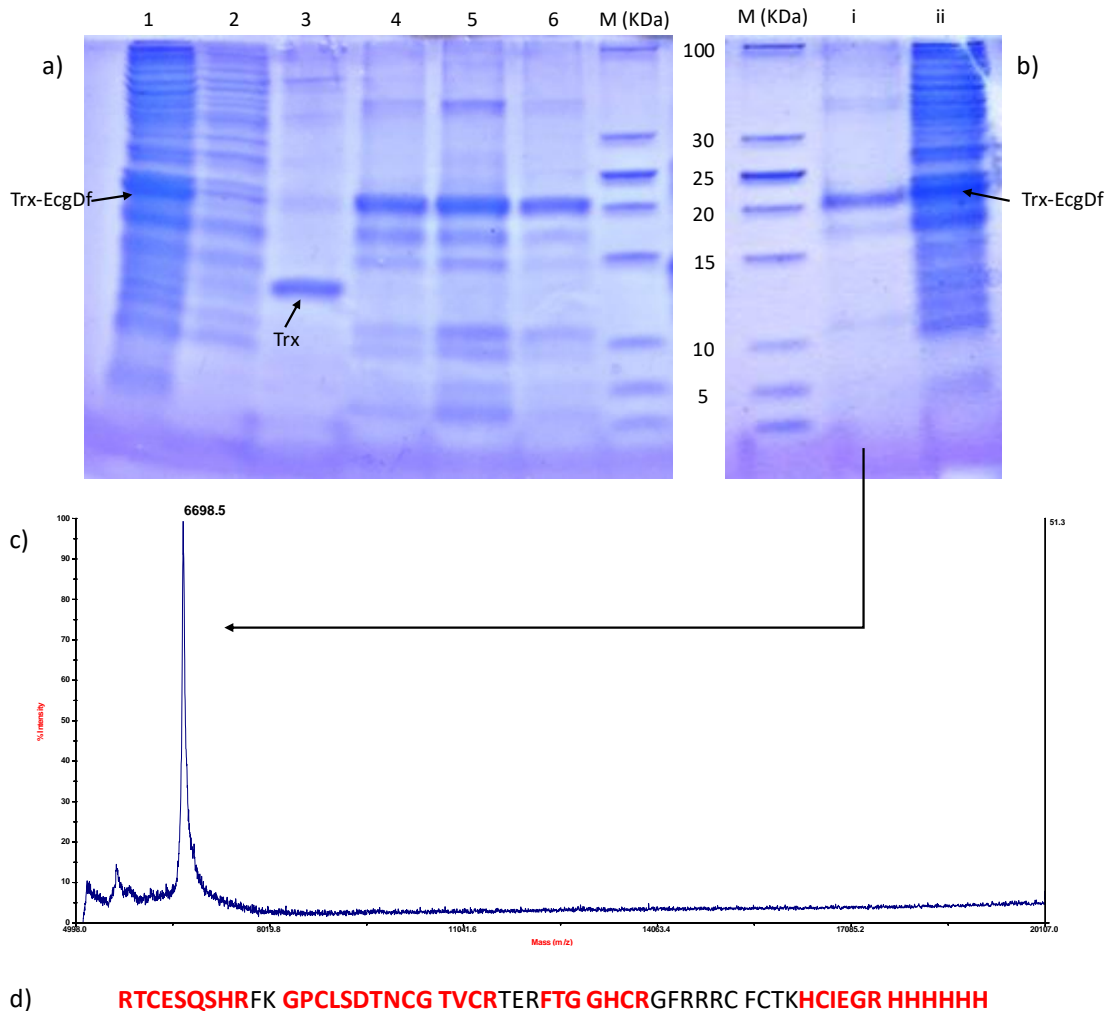 1 2 3 4 5 6 M (KDa) M (KDa) i ii
a) b)
100
30
25
20
15
10
5
Trx-EcgDf
Trx
Trx-EcgDf
c)
6698.5
51.3
100
90
80
70
60
50
40
30
20
10
0
% Intensity
4998.0 8019.8 11041.6 14063.4 17085.2 20107.0
Mass (m/z)
d) RTCESQSHRFK GPCLSDTNCG TVCRTERFTG GHCRGFRRRC FCTKHCIEGR HHHHHH